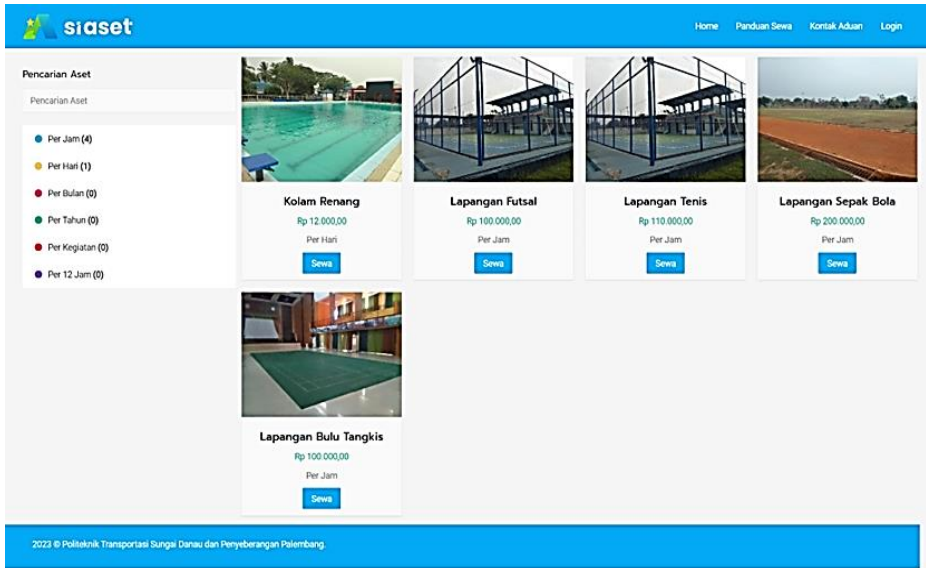 siaset
Home Panduan Sewa Kontak Aduan Login
Pencarian Aset
Pencarian Aset
Per Jam (4)
Per Hari (1)
Per Bulan (0)
Per Tahun (0)
Per Kegiatan (0)
Per 12 Jam (0)
Kolam Renang
Rp 12.000,00
Per Hari
Sewa
Lapangan Futsal
Rp 100.000,00
Per Jam
Sewa
Lapangan Tenis
Rp 110.000,00
Per Jam
Sewa
Lapangan Sepak Bola
Rp 200.000,00
Per Jam
Sewa
Lapangan Bulu Tangkis
Rp 100.000,00
Per Jam
Sewa
2023 © Politeknik Transportasi Sungai Danau dan Penyeberangan Palembang.